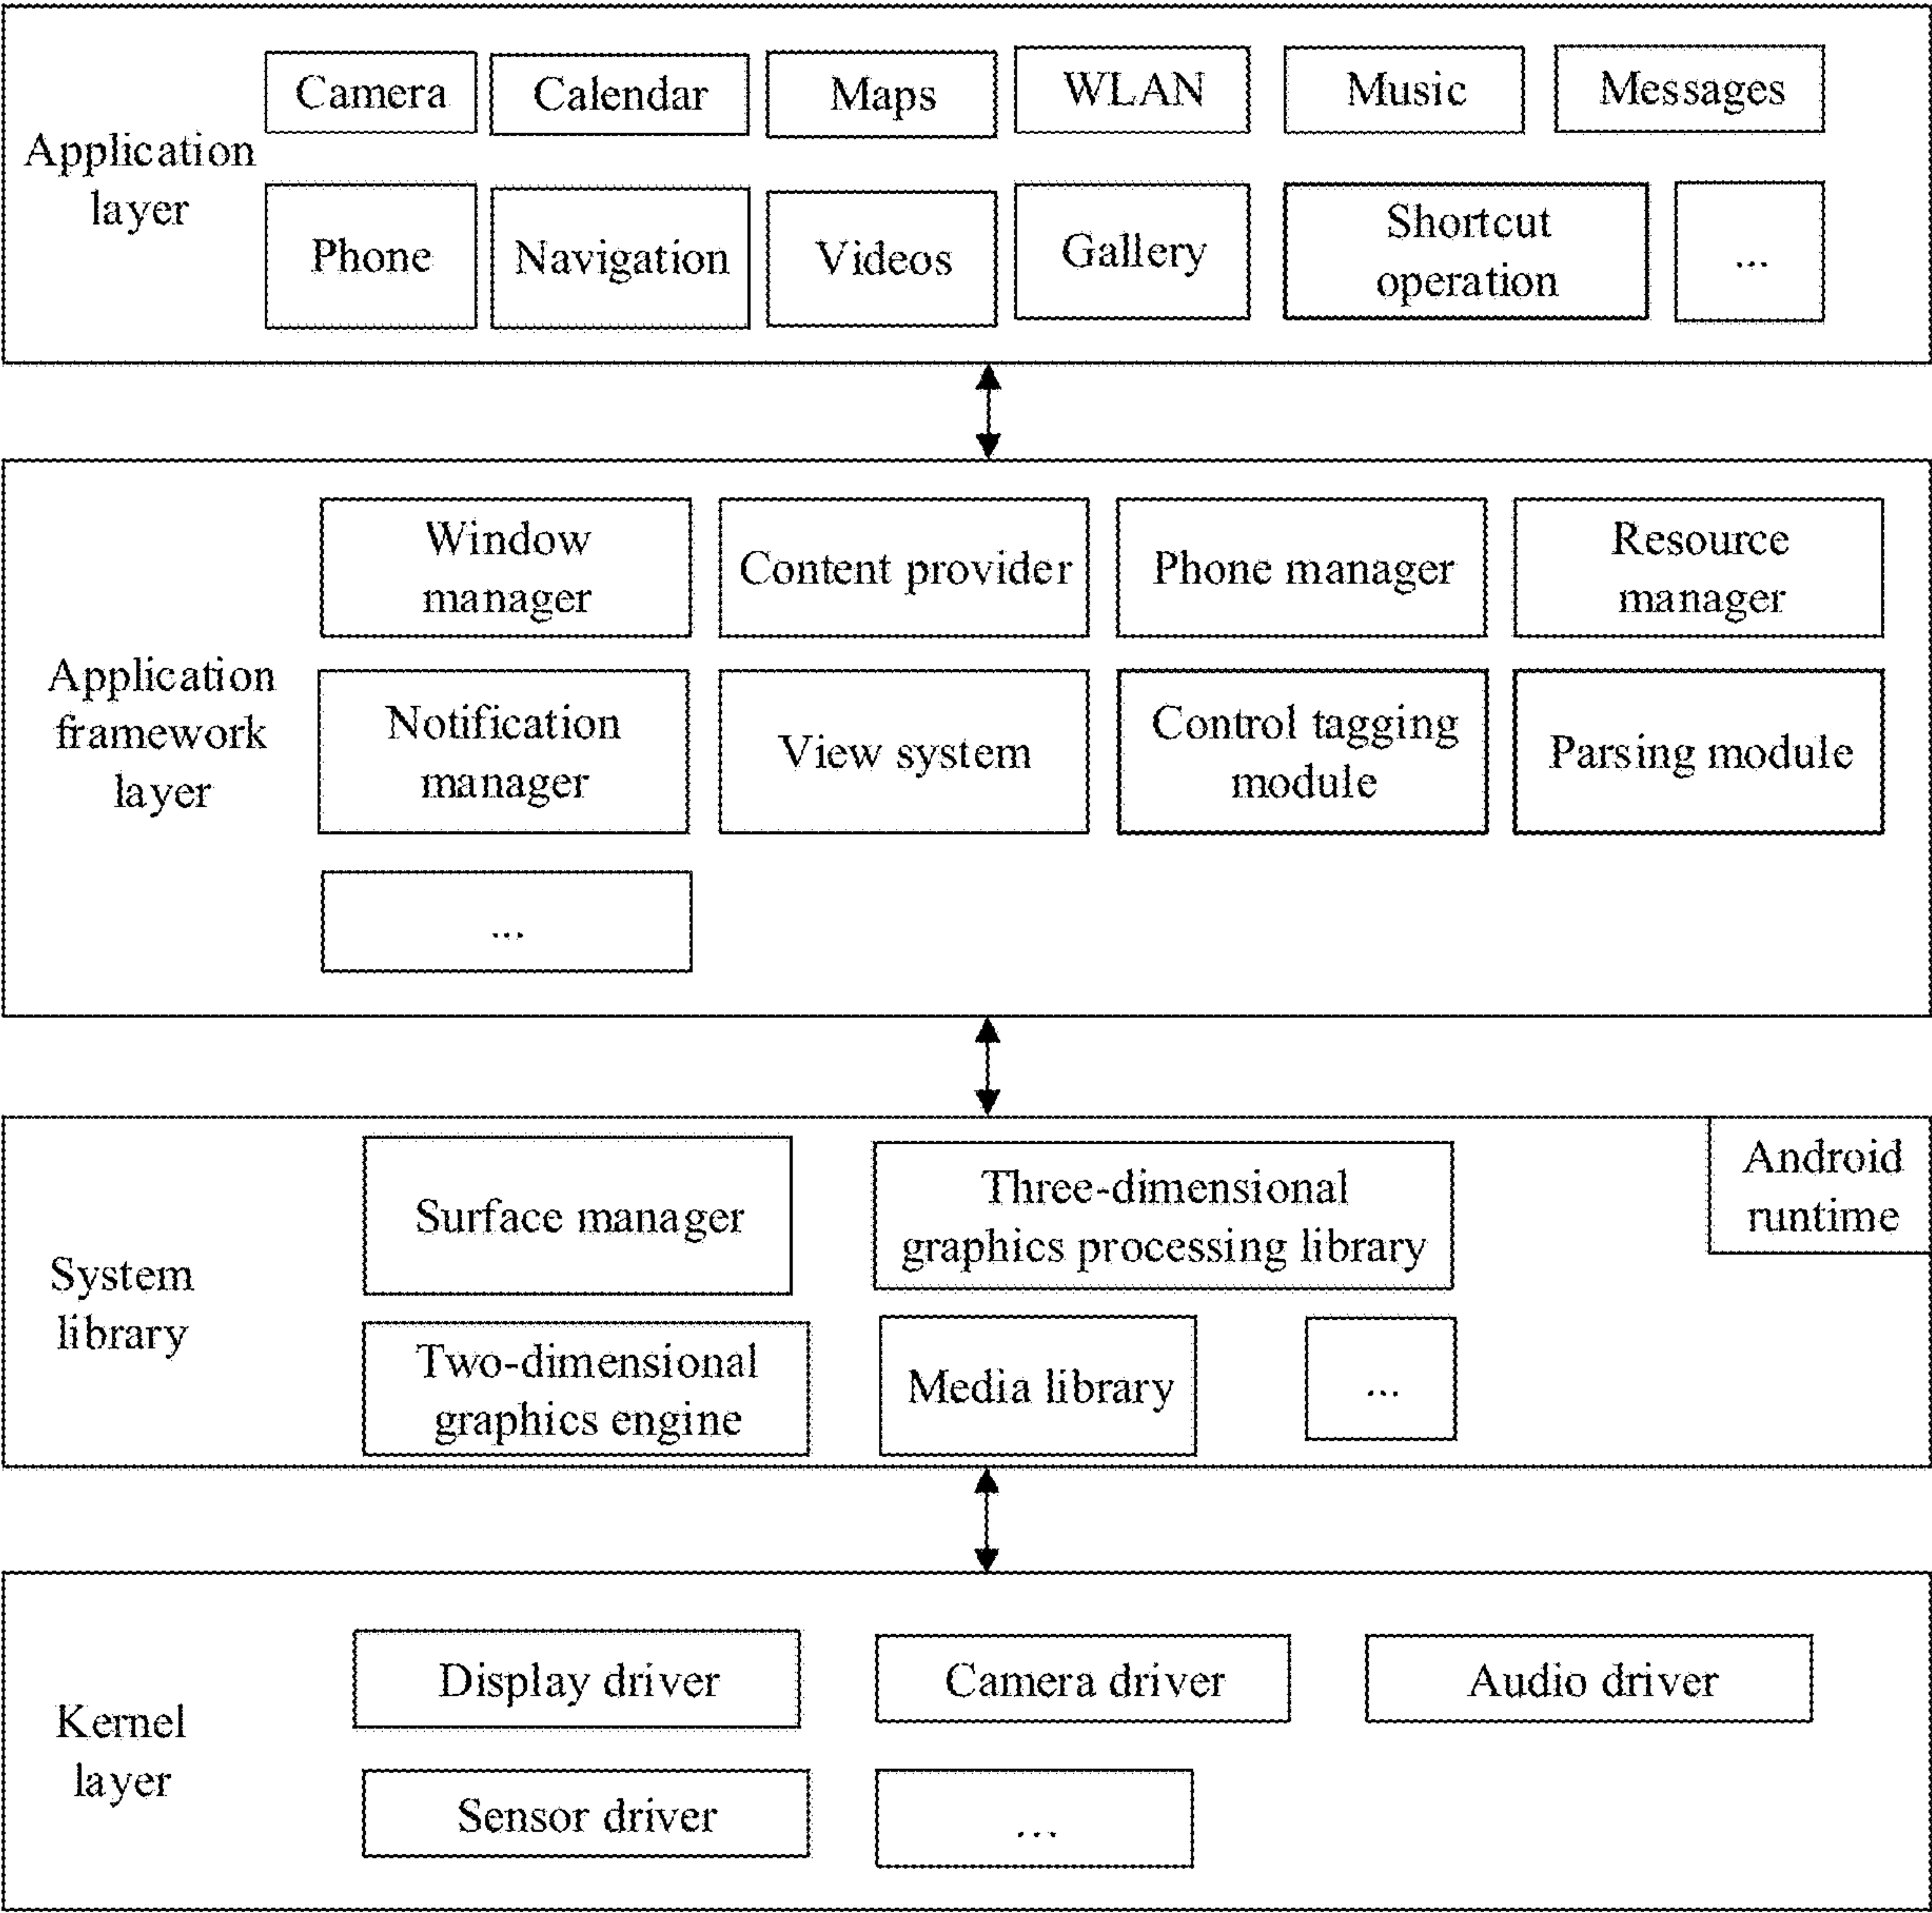 Application
layer
Camera
Calendar
Maps
WLAN
Music
Messages
Phone
Navigation
Videos
Gallery
Shortcut
operation
...
Application
framework
layer
Window
manager
Content provider
Phone manager
Resource
manager
Notification
manager
View system
Control tagging
module
Parsing module
...
System
library
Surface manager
Three-dimensional
graphics processing library
Android
runtime
Two-dimensional
graphics engine
Media library
...
Kernel
layer
Display driver
Camera driver
Audio driver
Sensor driver
...